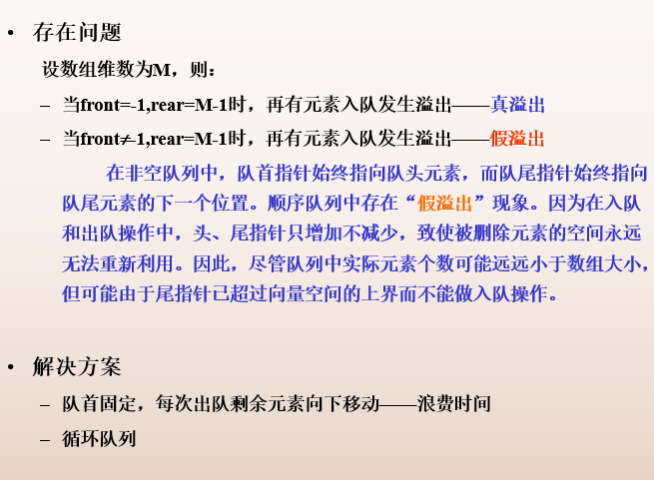 • 存在问题
设数组维数为M，则：
– 当front=-1,rear=M-1时，再有元素入队发生溢出——真溢出
– 当front≠-1,rear=M-1时，再有元素入队发生溢出——假溢出
在非空队列中，队首指针始终指向队头元素，而队尾指针始终指向
队尾元素的下一个位置。顺序队列中存在“假溢出”现象。因为在入队
和出队操作中，头、尾指针只增加不减少，致使被删除元素的空间永远
无法重新利用。因此，尽管队列中实际元素个数可能远远小于数组大小，
但可能由于尾指针已超过向量空间的上界而不能做入队操作。
• 解决方案
– 队首固定，每次出队剩余元素向下移动——浪费时间
– 循环队列